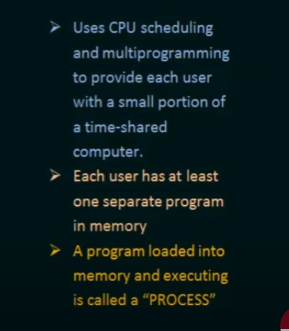 ➤ Uses CPU scheduling
and multiprogramming
to provide each user
with a small portion of
a time-shared
computer.
➤ Each user has at least
one separate program
in memory
➤ A program loaded into
memory and executing
is called a “PROCESS”